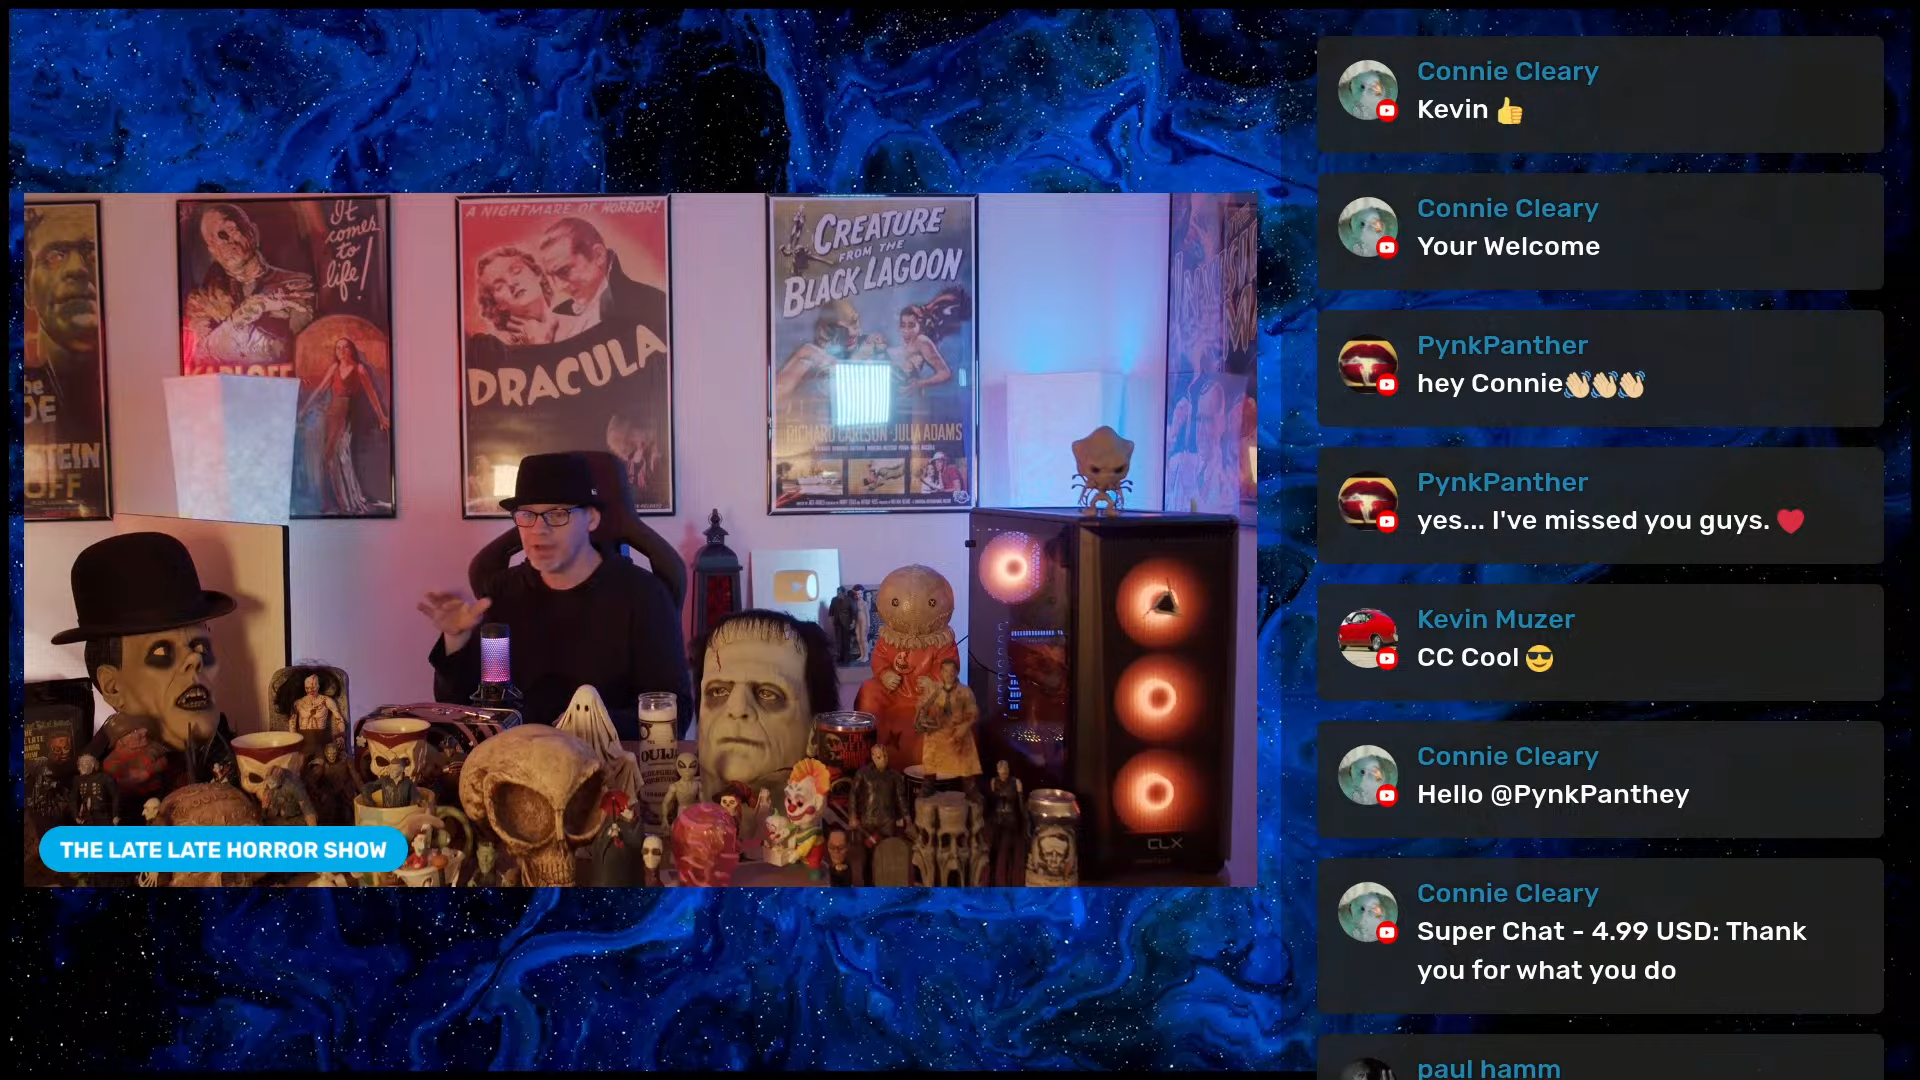 Connie Cleary
Kevin 👍
Connie Cleary
Your Welcome
PynkPanther
hey Connie👋🏼👋🏼👋🏼
PynkPanther
yes... I've missed you guys. ❤️
Kevin Muzer
CC Cool 😎
Connie Cleary
Hello @PynkPanthey
Connie Cleary
Super Chat - 4.99 USD: Thank
you for what you do
paul hamm
It
comes
to
life!
A NIGHTMARE OF HORROR!
DRACULA
CREATURE
FROM THE
BLACK LAGOON
RICHARD CARLSON · JULIA ADAMS
STEIN
OFF
OUIJA
CLX
THE LATE LATE HORROR SHOW